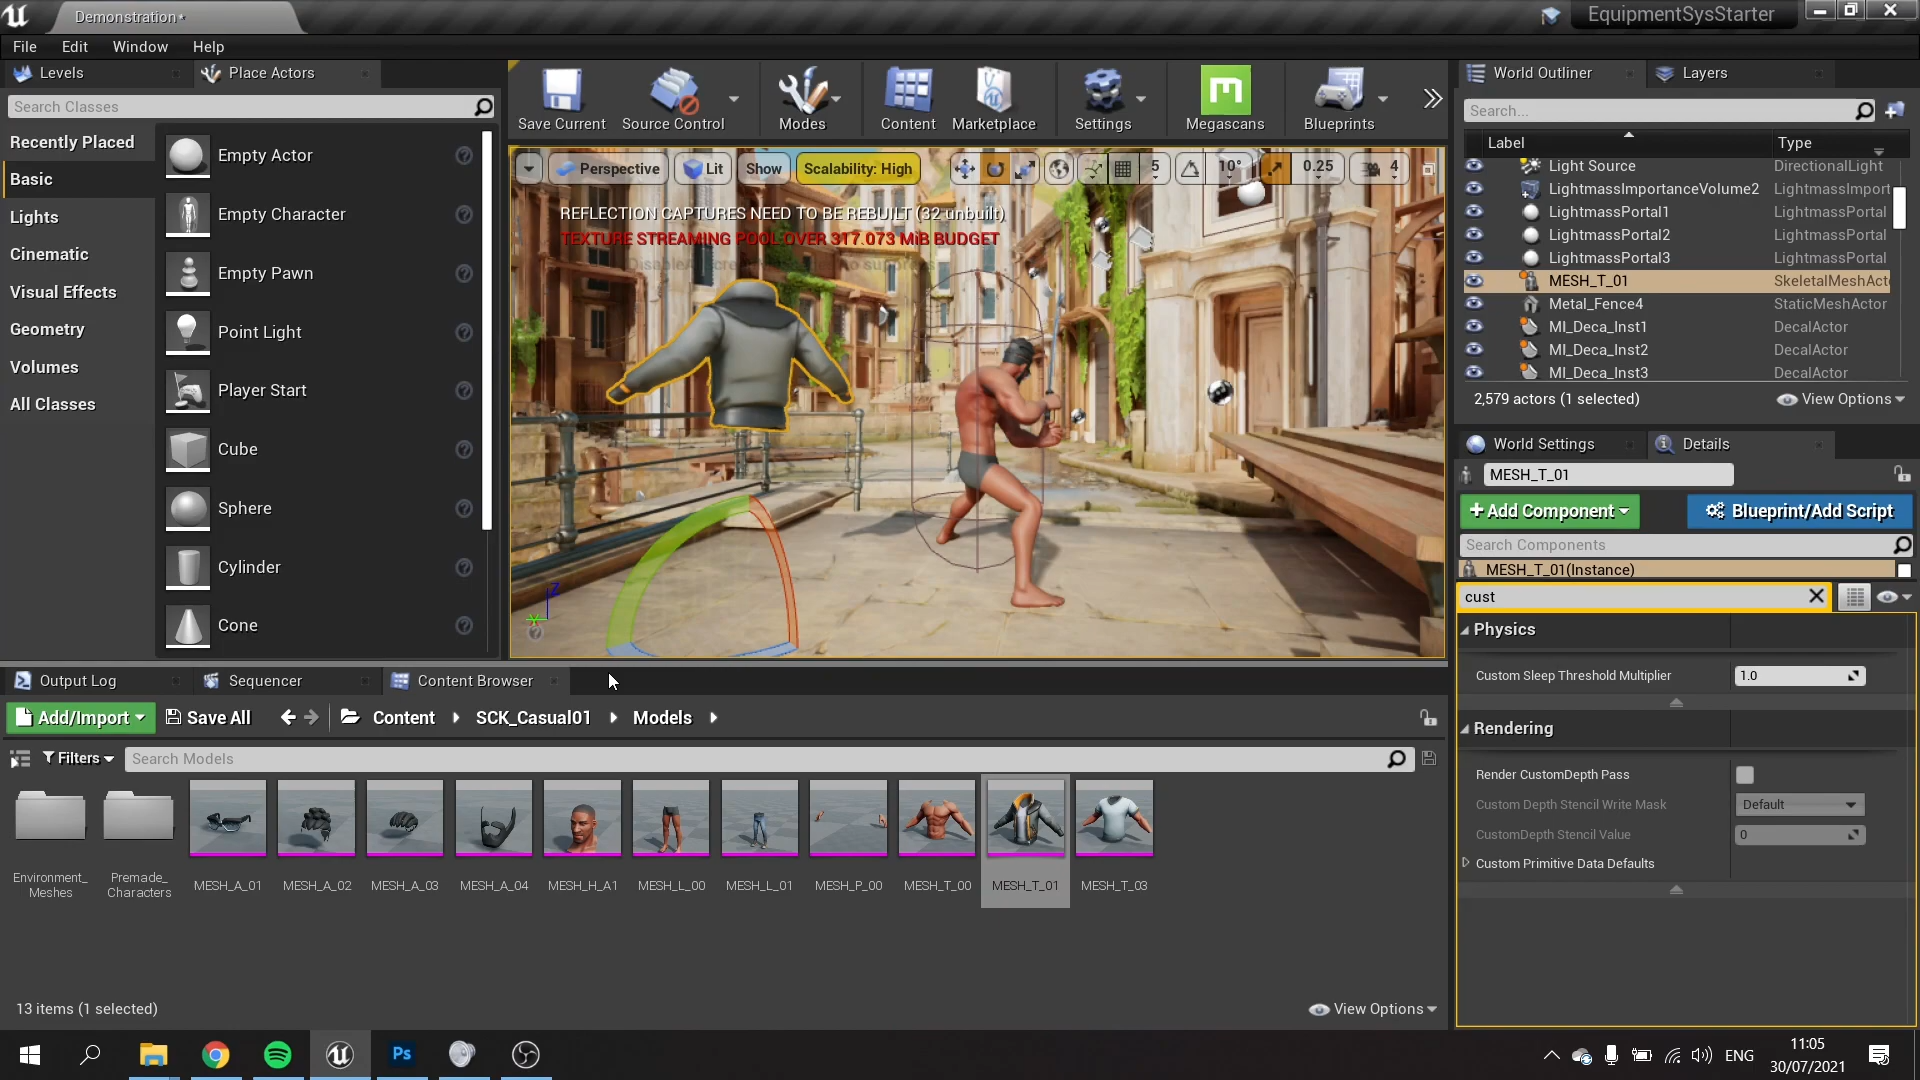 Demonstration*
EquipmentSysStarter
File Edit Window Help
Levels
Place Actors
Search Classes
Recently Placed
Basic
Lights
Cinematic
Visual Effects
Geometry
Volumes
All Classes
Empty Actor
Empty Character
Empty Pawn
Point Light
Player Start
Cube
Sphere
Cylinder
Cone
Save Current
Source Control
Modes
Content
Marketplace
Settings
Megascans
Blueprints
Perspective
Lit
Show
Scalability: High
5
10°
0.25
4
REFLECTION CAPTURES NEED TO BE REBUILT (32 unbuilt)
TEXTURE STREAMING POOL OVER 317.073 MiB BUDGET
Z
Y
World Outliner
Layers
Search...
Label Type
Light Source DirectionalLight
LightmassImportanceVolume2 LightmassImport
LightmassPortal1 LightmassPortal
LightmassPortal2 LightmassPortal
LightmassPortal3 LightmassPortal
MESH_T_01 SkeletalMeshActo
Metal_Fence4 StaticMeshActor
MI_Deca_Inst1 DecalActor
MI_Deca_Inst2 DecalActor
MI_Deca_Inst3 DecalActor
2,579 actors (1 selected)
View Options
World Settings
Details
MESH_T_01
+Add Component
Blueprint/Add Script
Search Components
MESH_T_01(Instance)
cust
Physics
Custom Sleep Threshold Multiplier 1.0
Rendering
Render CustomDepth Pass
Custom Depth Stencil Write Mask Default
CustomDepth Stencil Value 0
Custom Primitive Data Defaults
Output Log
Sequencer
Content Browser
Add/Import
Save All
Content
SCK_Casual01
Models
Filters
Search Models
Environment_
Meshes
Premade_
Characters
MESH_A_01
MESH_A_02
MESH_A_03
MESH_A_04
MESH_H_A1
MESH_L_00
MESH_L_01
MESH_P_00
MESH_T_00
MESH_T_01
MESH_T_03
13 items (1 selected)
View Options
Ps
ENG
11:05
30/07/2021